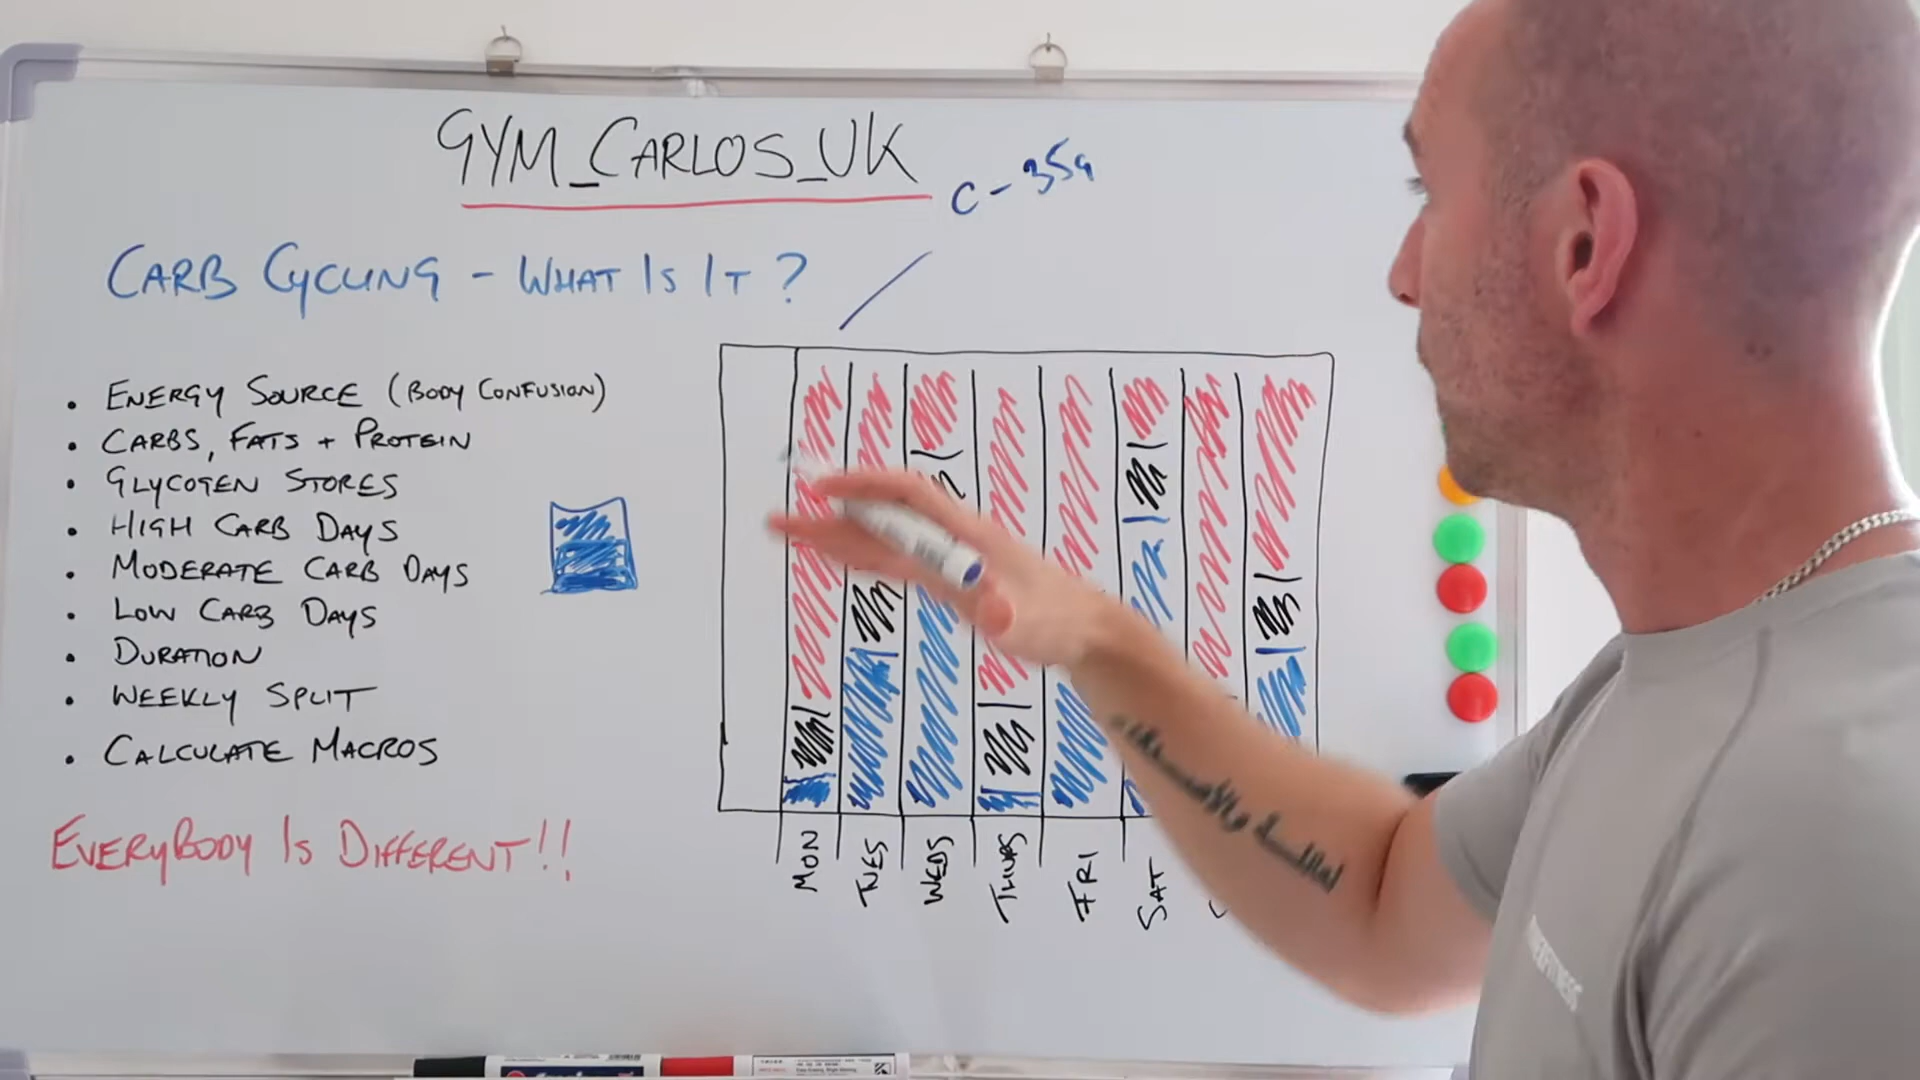 GYM_CARLOS_UK
C-35g
CARB CYCLING - WHAT IS IT?
• ENERGY SOURCE (BODY CONFUSION)
• CARBS, FATS + PROTEIN
• GLYCOGEN STORES
• HIGH CARB DAYS
• MODERATE CARB DAYS
• LOW CARB DAYS
• DURATION
• WEEKLY SPLIT
• CALCULATE MACROS
EVERYBODY IS DIFFERENT!!
MON
TUES
WEDS
THURS
FRI
SAT